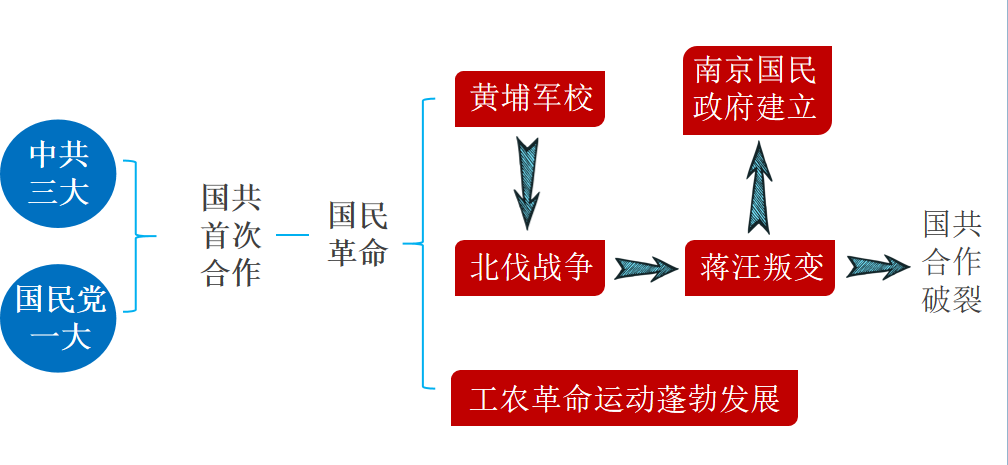 中共
三大
国民党
一大
国共
首次
合作
国民
革命
黄埔军校
北伐战争
工农革命运动蓬勃发展
蒋汪叛变
南京国民
政府建立
国共
合作
破裂